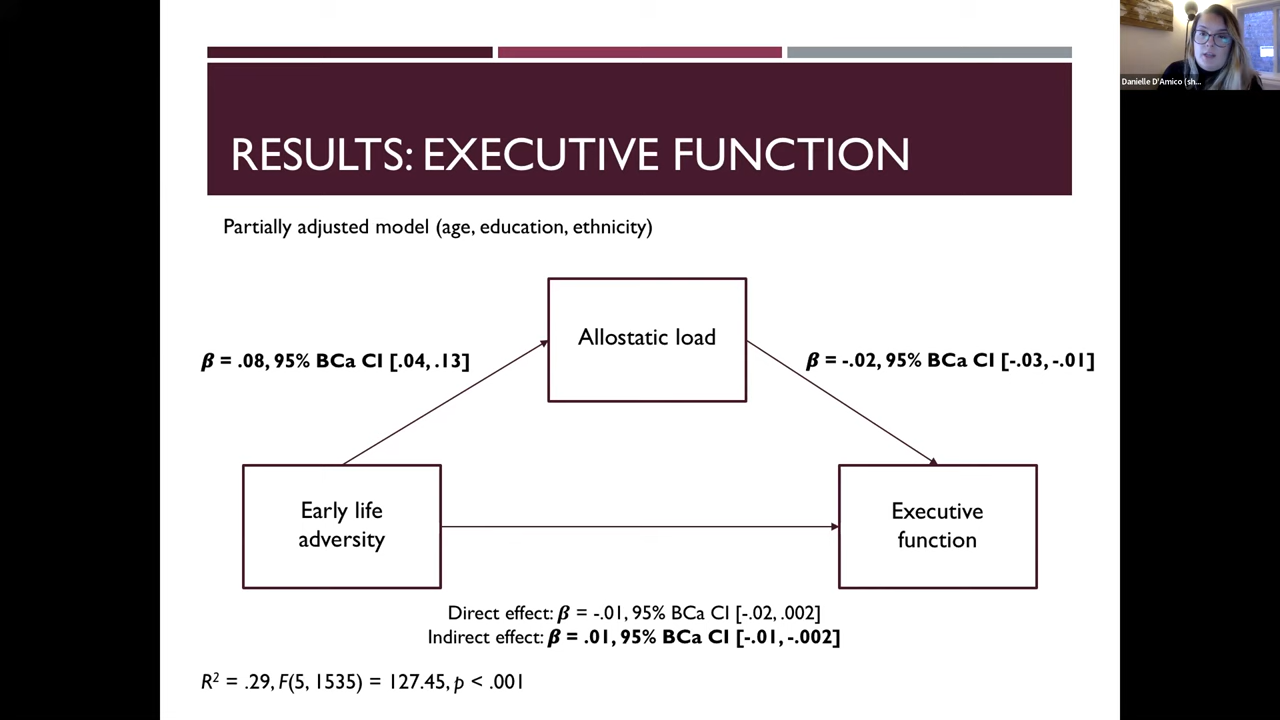 Danielle D'Amico (sh...
RESULTS: EXECUTIVE FUNCTION
Partially adjusted model (age, education, ethnicity)
Allostatic load
β = .08, 95% BCa CI [.04, .13]
β = -.02, 95% BCa CI [-.03, -.01]
Early life
adversity
Executive
function
Direct effect: β = -.01, 95% BCa CI [-.02, .002]
Indirect effect: β = .01, 95% BCa CI [-.01, -.002]
R² = .29, F(5, 1535) = 127.45, p < .001